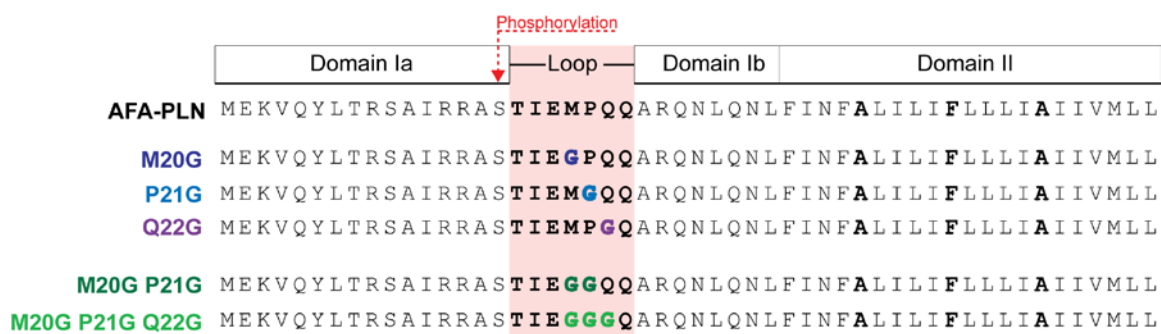 Phosphorylation
Domain Ia Loop Domain Ib Domain II
AFA-PLN MEKVQYLTRSAIRRASTIEMPQQARQNLQNLFINFALILIFLLLIAIIVMLL
M20G MEKVQYLTRSAIRRASTIEGPQQARQNLQNLFINFALILIFLLLIAIIVMLL
P21G MEKVQYLTRSAIRRASTIEMGQQARQNLQNLFINFALILIFLLLIAIIVMLL
Q22G MEKVQYLTRSAIRRASTIEMPGQARQNLQNLFINFALILIFLLLIAIIVMLL
M20G P21G MEKVQYLTRSAIRRASTIEGGQQARQNLQNLFINFALILIFLLLIAIIVMLL
M20G P21G Q22G MEKVQYLTRSAIRRASTIEGGGQARQNLQNLFINFALILIFLLLIAIIVMLL